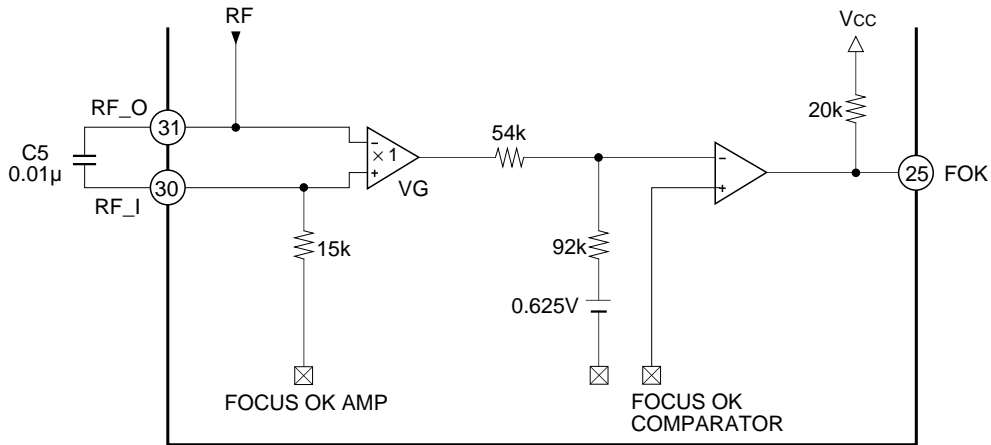 RF
VCC
RF_O
31
54k
20k
C5
0.01µ
−
× 1
+
VG
−
+
25
FOK
30
RF_I
15k
92k
0.625V
FOCUS OK AMP
FOCUS OK
COMPARATOR